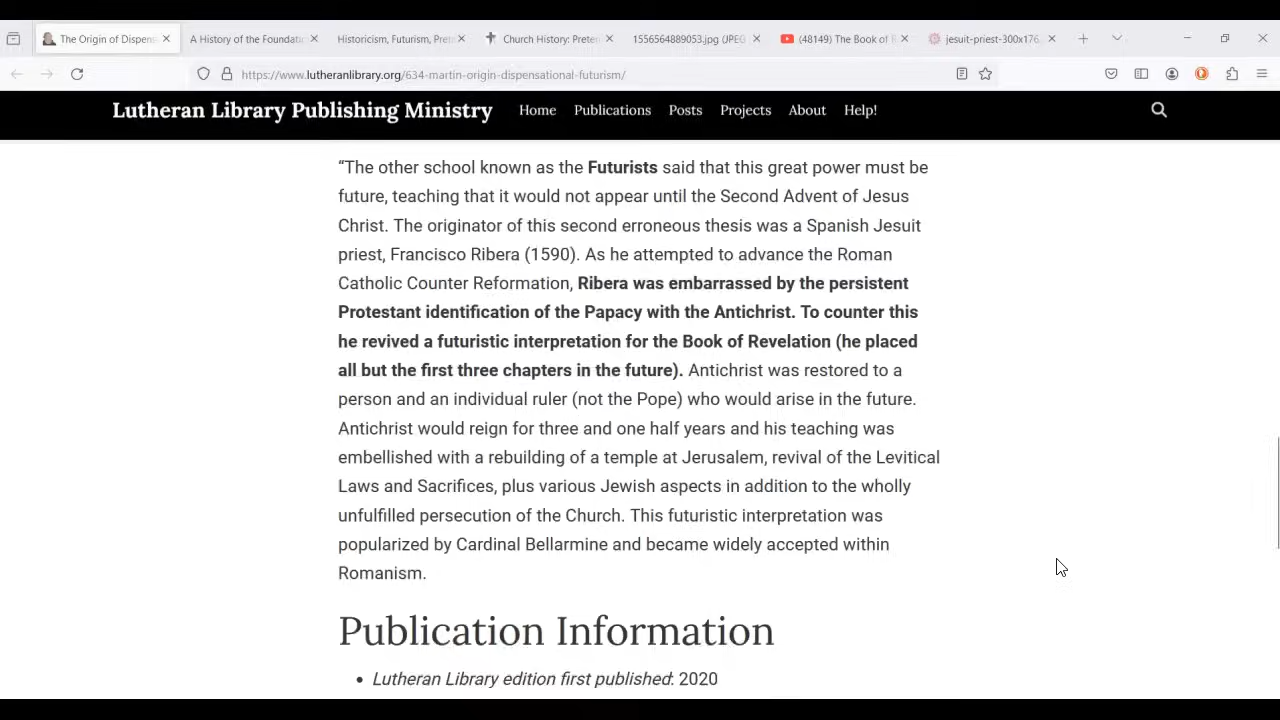 The Origin of Dispens
A History of the Foundati
Historicism, Futurism, Pret
Church History: Preter
1556564889053.jpg (JPEG
(48149) The Book of R
jesuit-priest-300x176.
https://www.lutheranlibrary.org/634-martin-origin-dispensational-futurism/
Lutheran Library Publishing Ministry Home Publications Posts Projects About Help!
“The other school known as the Futurists said that this great power must be
future, teaching that it would not appear until the Second Advent of Jesus
Christ. The originator of this second erroneous thesis was a Spanish Jesuit
priest, Francisco Ribera (1590). As he attempted to advance the Roman
Catholic Counter Reformation, Ribera was embarrassed by the persistent
Protestant identification of the Papacy with the Antichrist. To counter this
he revived a futuristic interpretation for the Book of Revelation (he placed
all but the first three chapters in the future). Antichrist was restored to a
person and an individual ruler (not the Pope) who would arise in the future.
Antichrist would reign for three and one half years and his teaching was
embellished with a rebuilding of a temple at Jerusalem, revival of the Levitical
Laws and Sacrifices, plus various Jewish aspects in addition to the wholly
unfulfilled persecution of the Church. This futuristic interpretation was
popularized by Cardinal Bellarmine and became widely accepted within
Romanism.
Publication Information
• Lutheran Library edition first published: 2020